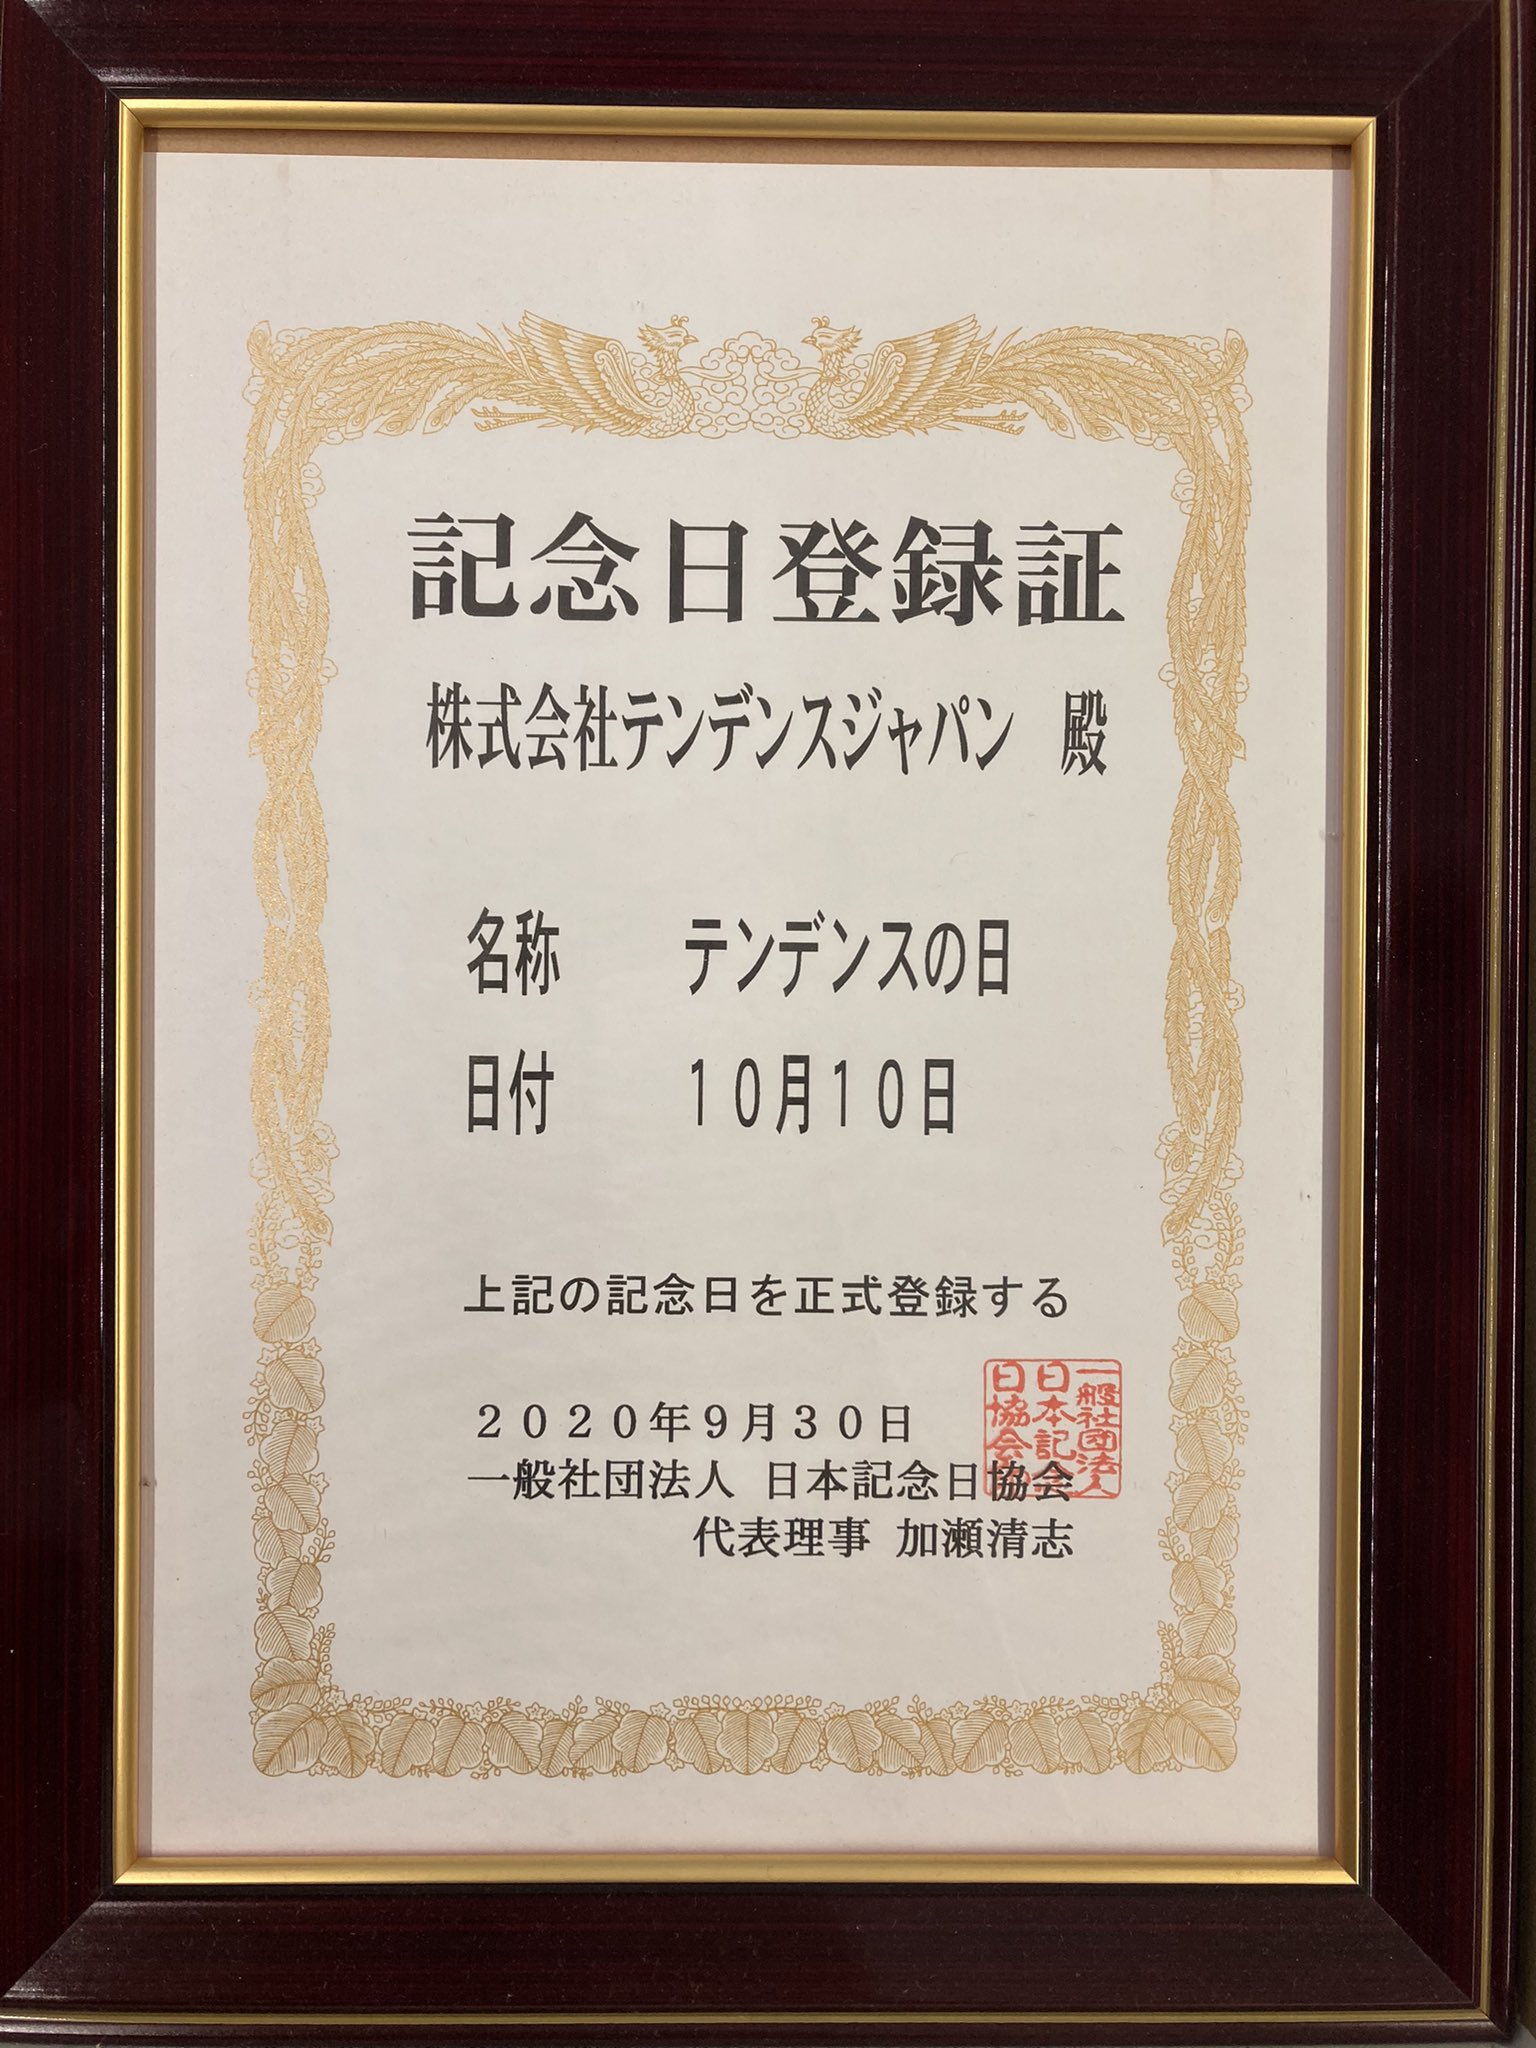 記念日登録証
株式会社テンデンスジャパン　殿
名称　　テンデンスの日
日付　　１０月１０日
上記の記念日を正式登録する
２０２０年９月３０日
一般社団法人 日本記念日協会
代表理事 加瀬清志
一般社団法人
日本記念
日協会